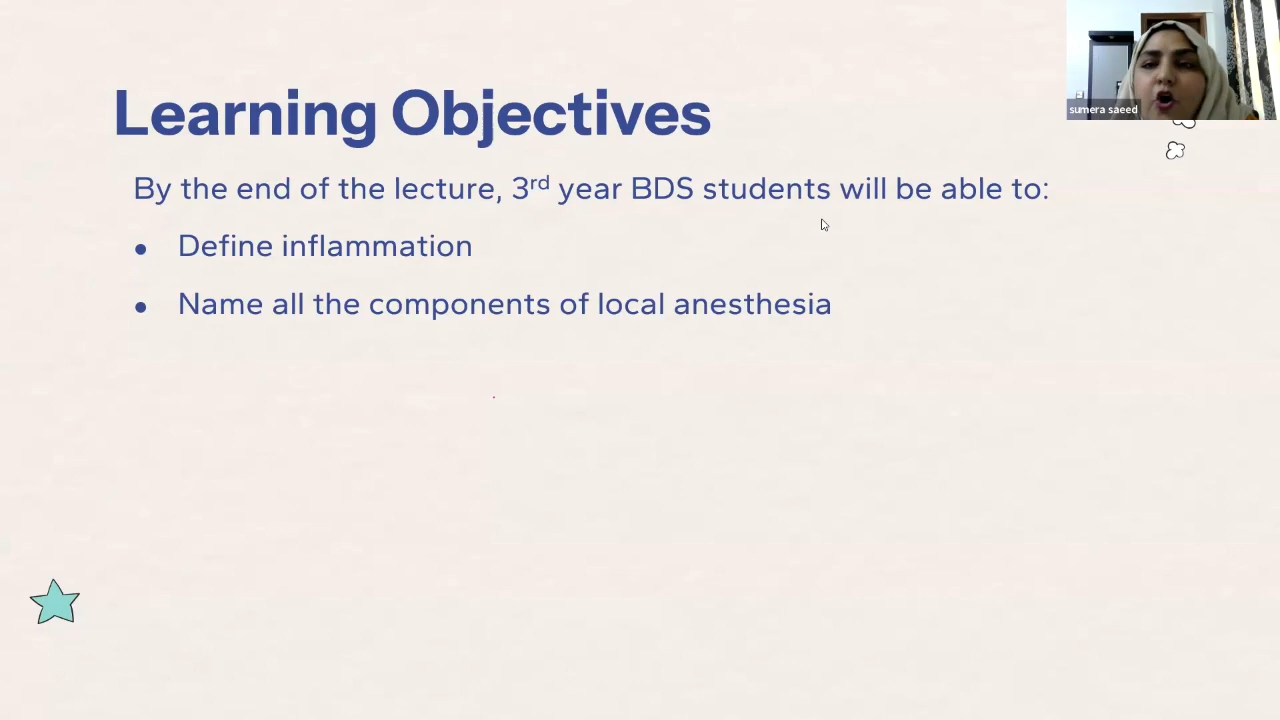 sumera saeed
Learning Objectives
By the end of the lecture, 3rd year BDS students will be able to:
• Define inflammation
• Name all the components of local anesthesia